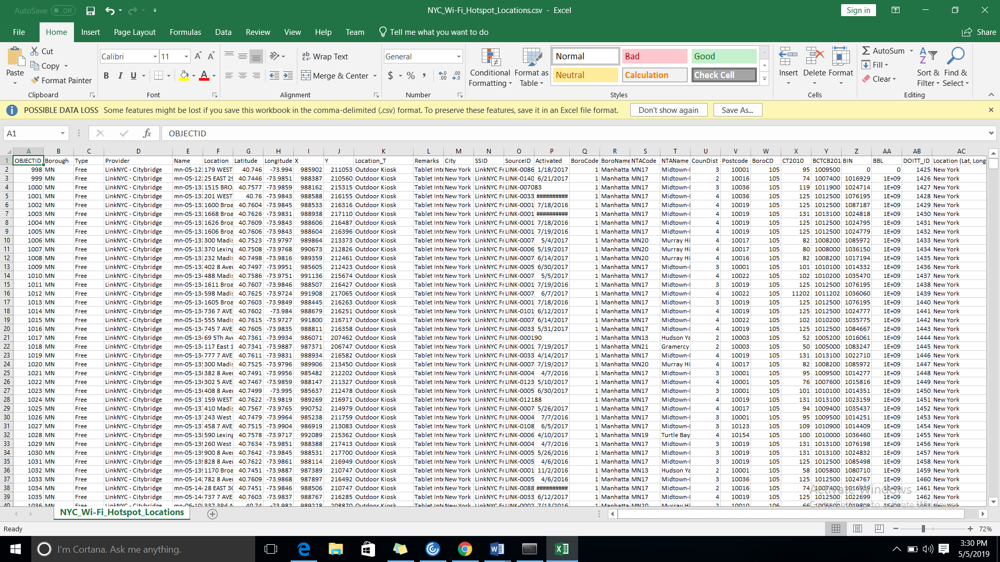 AutoSave Off
NYC_Wi-Fi_Hotspot_Locations.csv - Excel
Sign in
File Home Insert Page Layout Formulas Data Review View Help Team Tell me what you want to do Share
Paste Cut Copy Format Painter Clipboard
Calibri 11 B I U Font
Wrap Text Merge & Center Alignment
General $ % , Number
Conditional Formatting Format as Table
Normal Bad Good
Neutral Calculation Check Cell
Styles
Insert Delete Format Cells
AutoSum Fill Clear Sort & Filter Find & Select Editing
POSSIBLE DATA LOSS Some features might be lost if you save this workbook in the comma-delimited (.csv) format. To preserve these features, save it in an Excel file format. Don't show again Save As...
A1 fx OBJECTID
A B C D E F G H I J K L M N O P Q R S T U V W X Y Z AA AB AC
1 OBJECTID Borough Type Provider Name Location Latitude Longitude X Y Location_T Remarks City SSID SourceID Activated BoroCode BoroName NTACode NTAName CounDist Postcode BoroCD CT2010 BCTCB201 BIN BBL DOITT_ID Location (Lat, Long
2 998 MN Free LinkNYC - Citybridge mn-05-12 179 WEST 40.746 -73.994 985902 211053 Outdoor Kiosk Tablet Inte New York LinkNYC Fr LINK-0086 1/18/2017 1 Manhatta MN17 Midtown-I 3 10001 105 95 1009500 0 0 1425 New York
3 999 MN Free LinkNYC - Citybridge mn-05-12 25 EAST 29 40.7446 -73.9851 988387 210560 Outdoor Kiosk Tablet Inte New York LinkNYC Fr LINK-0140 6/21/2017 1 Manhatta MN17 Midtown-I 2 10016 105 74 1007400 1016929 1E+09 1426 New York
4 1000 MN Free LinkNYC - Citybridge mn-05-13 1515 BRO 40.7577 -73.9859 988162 215315 Outdoor Kiosk Tablet Inte New York LinkNYC Fr LINK-007083 1 Manhatta MN17 Midtown-I 3 10036 105 119 1011900 1024714 1E+09 1427 New York
5 1001 MN Free LinkNYC - Citybridge mn-05-13 201 WEST 40.76 -73.9843 988588 216155 Outdoor Kiosk Tablet Inte New York LinkNYC Fr LINK-0033 ########## 1 Manhatta MN17 Midtown-I 4 10036 105 125 1012500 1076195 1E+09 1428 New York
6 1002 MN Free LinkNYC - Citybridge mn-05-13 1600 Broa 40.7604 -73.9845 988533 216316 Outdoor Kiosk Tablet Inte New York LinkNYC Fr LINK-0001 7/18/2016 1 Manhatta MN17 Midtown-I 4 10019 105 125 1012500 1087187 1E+09 1429 New York
7 1003 MN Free LinkNYC - Citybridge mn-05-13 1668 Broa 40.7626 -73.9831 988938 217110 Outdoor Kiosk Tablet Inte New York LinkNYC Fr LINK-0001 ########## 1 Manhatta MN17 Midtown-I 4 10019 105 131 1013100 1024818 1E+09 1430 New York
8 1004 MN Free LinkNYC - Citybridge mn-05-13 1626 Broa 40.7609 -73.9843 988606 216487 Outdoor Kiosk Tablet Inte New York LinkNYC Fr LINK-0001 7/18/2016 1 Manhatta MN17 Midtown-I 4 10019 105 125 1012500 1024795 1E+09 1431 New York
9 1005 MN Free LinkNYC - Citybridge mn-05-13 1606 Broa 40.7606 -73.9843 988604 216396 Outdoor Kiosk Tablet Inte New York LinkNYC Fr LINK-0001 7/19/2016 1 Manhatta MN17 Midtown-I 4 10019 105 125 1012500 1024779 1E+09 1432 New York
10 1006 MN Free LinkNYC - Citybridge mn-05-13 300 Madi 40.7523 -73.9797 989864 213373 Outdoor Kiosk Tablet Inte New York LinkNYC Fr LINK-0007 5/4/2017 1 Manhatta MN20 Murray Hi 4 10017 105 82 1008200 1085972 1E+09 1433 New York
11 1007 MN Free LinkNYC - Citybridge mn-05-13 370 Lexing 40.7508 -73.9768 990673 212826 Outdoor Kiosk Tablet Inte New York LinkNYC Fr LINK-0006 5/19/2017 1 Manhatta MN20 Murray Hi 4 10017 105 80 1008000 1036150 1E+09 1434 New York
12 1008 MN Free LinkNYC - Citybridge mn-05-13 232 Madi 40.7498 -73.9816 989359 212461 Outdoor Kiosk Tablet Inte New York LinkNYC Fr LINK-0007 6/14/2017 1 Manhatta MN20 Murray Hi 4 10016 105 82 1008200 1017194 1E+09 1435 New York
13 1009 MN Free LinkNYC - Citybridge mn-05-13 402 8 Aver 40.7497 -73.9951 985605 212423 Outdoor Kiosk Tablet Inte New York LinkNYC Fr LINK-0005 6/30/2017 1 Manhatta MN17 Midtown-I 3 10001 105 101 1010100 1014332 1E+09 1436 New York
14 1010 MN Free LinkNYC - Citybridge mn-05-13 488 Madi 40.7586 -73.9751 991136 215674 Outdoor Kiosk Tablet Inte New York LinkNYC Fr LINK-0007 5/5/2017 1 Manhatta MN17 Midtown-I 4 10022 105 102 1010200 1035470 1E+09 1437 New York
15 1011 MN Free LinkNYC - Citybridge mn-05-13 1611 Broa 40.7607 -73.9846 988507 216427 Outdoor Kiosk Tablet Inte New York LinkNYC Fr LINK-0001 7/19/2016 1 Manhatta MN17 Midtown-I 3 10019 105 125 1012500 1076195 1E+09 1438 New York
16 1012 MN Free LinkNYC - Citybridge mn-05-13 598 Madi 40.7625 -73.9724 991908 217065 Outdoor Kiosk Tablet Inte New York LinkNYC Fr LINK-0007 6/7/2017 1 Manhatta MN17 Midtown-I 4 10022 105 11202 1011202 1036060 1E+09 1439 New York
17 1013 MN Free LinkNYC - Citybridge mn-05-13 1605 Broa 40.7603 -73.9849 988445 216263 Outdoor Kiosk Tablet Inte New York LinkNYC Fr LINK-0001 7/18/2016 1 Manhatta MN17 Midtown-I 3 10019 105 125 1012500 1076195 1E+09 1440 New York
18 1014 MN Free LinkNYC - Citybridge mn-05-13 736 7 AVE 40.7602 -73.984 988679 216251 Outdoor Kiosk Tablet Inte New York LinkNYC Fr LINK-0101 6/12/2017 1 Manhatta MN17 Midtown-I 4 10019 105 125 1012500 1024777 1E+09 1441 New York
19 1015 MN Free LinkNYC - Citybridge mn-05-13 555 Madi 40.7615 -73.9727 991800 216717 Outdoor Kiosk Tablet Inte New York LinkNYC Fr LINK-0007 6/14/2017 1 Manhatta MN17 Midtown-I 4 10022 105 102 1010200 1035775 1E+09 1442 New York
20 1016 MN Free LinkNYC - Citybridge mn-05-13 745 7 AVE 40.7605 -73.9835 988811 216358 Outdoor Kiosk Tablet Inte New York LinkNYC Fr LINK-0033 5/31/2017 1 Manhatta MN17 Midtown-I 4 10019 105 125 1012500 1084667 1E+09 1443 New York
21 1017 MN Free LinkNYC - Citybridge mn-05-13 69 5Th Ave 40.7361 -73.9934 986071 207462 Outdoor Kiosk Tablet Inte New York LinkNYC Fr LINK-000190 1 Manhatta MN13 Hudson Ya 2 10003 105 52 1005200 1016061 1E+09 1444 New York
22 1018 MN Free LinkNYC - Citybridge mn-05-13 117 East 1 40.7341 -73.9887 987371 206747 Outdoor Kiosk Tablet Inte New York LinkNYC Fr LINK-0001 7/19/2017 1 Manhatta MN21 Gramercy 2 10003 105 50 1005000 1083247 1E+09 1445 New York
23 1019 MN Free LinkNYC - Citybridge mn-05-13 777 7 AVE 40.7611 -73.9831 988934 216582 Outdoor Kiosk Tablet Inte New York LinkNYC Fr LINK-0033 4/14/2017 1 Manhatta MN17 Midtown-I 4 10019 105 131 1013100 1022710 1E+09 1446 New York
24 1020 MN Free LinkNYC - Citybridge mn-05-13 300 Madi 40.7525 -73.9796 989906 213450 Outdoor Kiosk Tablet Inte New York LinkNYC Fr LINK-0007 7/19/2017 1 Manhatta MN20 Murray Hi 4 10017 105 82 1008200 1085972 1E+09 1447 New York
25 1021 MN Free LinkNYC - Citybridge mn-05-13 382 8 Aver 40.7491 -73.9956 985482 212202 Outdoor Kiosk Tablet Inte New York LinkNYC Fr LINK-0004 4/7/2016 1 Manhatta MN17 Midtown-I 3 10001 105 95 1009500 1014277 1E+09 1448 New York
26 1022 MN Free LinkNYC - Citybridge mn-05-13 302 5 AVE 40.7467 -73.9859 988147 211327 Outdoor Kiosk Tablet Inte New York LinkNYC Fr LINK-0123 5/10/2017 4 10001 105 76 1007600 1015816 1E+09 1449 New York
27 1023 MN Free LinkNYC - Citybridge mn-05-13 408 8 Aver 40.7499 -73.995 985637 212478 Outdoor Kiosk Tablet Inte New York LinkNYC Fr LINK-0005 6/30/2017 1 Manhatta MN17 Midtown-I 3 10001 105 101 1010100 1014351 1E+09 1450 New York
28 1024 MN Free LinkNYC - Citybridge mn-05-13 159 WEST 40.7622 -73.9819 989269 216971 Outdoor Kiosk Tablet Inte New York LinkNYC Fr LINK-012188 1 Manhatta MN17 Midtown-I 4 10019 105 131 1013100 1023159 1E+09 1451 New York
29 1025 MN Free LinkNYC - Citybridge mn-05-13 410 Madi 40.7567 -73.9765 990752 214979 Outdoor Kiosk Tablet Inte New York LinkNYC Fr LINK-0007 5/26/2017 1 Manhatta MN17 Midtown-I 4 10017 105 94 1009400 1035437 1E+09 1452 New York
30 1026 MN Free LinkNYC - Citybridge mn-05-13 243 West 40.7479 -73.9964 985238 211759 Outdoor Kiosk Tablet Inte New York LinkNYC Fr LINK-0004 7/7/2016 1 Manhatta MN17 Midtown-I 3 10001 105 95 1009500 1014251 1E+09 1453 New York
31 1027 MN Free LinkNYC - Citybridge mn-05-13 458 7 AVE 40.7515 -73.9904 986919 213083 Outdoor Kiosk Tablet Inte New York LinkNYC Fr LINK-0108 6/5/2017 1 Manhatta MN17 Midtown-I 3 10123 105 109 1010900 1014409 1E+09 1454 New York
32 1028 MN Free LinkNYC - Citybridge mn-05-13 590 Lexing 40.7578 -73.9717 992089 215362 Outdoor Kiosk Tablet Inte New York LinkNYC Fr LINK-0006 4/10/2017 1 Manhatta MN19 Turtle Bay 4 10154 105 100 1010000 1036460 1E+09 1455 New York
33 1029 MN Free LinkNYC - Citybridge mn-05-13 260 West 40.7634 -73.9851 988388 217413 Outdoor Kiosk Tablet Inte New York LinkNYC Fr LINK-0004 4/7/2016 1 Manhatta MN17 Midtown-I 3 10019 105 131 1013100 1076198 1E+09 1456 New York
34 1030 MN Free LinkNYC - Citybridge mn-05-13 900 8 Aver 40.7642 -73.9845 988531 217700 Outdoor Kiosk Tablet Inte New York LinkNYC Fr LINK-0005 5/26/2016 1 Manhatta MN17 Midtown-I 3 10019 105 131 1013100 1024832 1E+09 1457 New York
35 1031 MN Free LinkNYC - Citybridge mn-05-13 828 8 Aver 40.7622 -73.9861 988114 216949 Outdoor Kiosk Tablet Inte New York LinkNYC Fr LINK-0005 4/6/2016 1 Manhatta MN17 Midtown-I 3 10019 105 125 1012500 1085498 1E+09 1458 New York
36 1032 MN Free LinkNYC - Citybridge mn-05-13 1170 Broa 40.7451 -73.9887 987389 210747 Outdoor Kiosk Tablet Inte New York LinkNYC Fr LINK-0001 11/2/2016 1 Manhatta MN13 Hudson Ya 2 10001 105 58 1005800 1080710 1E+09 1459 New York
37 1033 MN Free LinkNYC - Citybridge mn-05-14 782 8 Aver 40.7609 -73.9868 987897 216492 Outdoor Kiosk Tablet Inte New York LinkNYC Fr LINK-0005 4/6/2016 1 Manhatta MN17 Midtown-I 3 10036 105 125 1012500 1024767 1E+09 1460 New York
38 1034 MN Free LinkNYC - Citybridge mn-05-14 28 EAST 30 40.7451 -73.9846 988506 210747 Outdoor Kiosk Tablet Inte New York LinkNYC Fr LINK-0088 ########## 1 Manhatta MN17 Midtown-I 2 10016 105 74 1007400 1E+09 1461 New York
39 1035 MN Free LinkNYC - Citybridge mn-05-14 737 7 AVE 40.7603 -73.9837 988767 216285 Outdoor Kiosk Tablet Inte New York LinkNYC Fr LINK-0033 6/12/2017 1 Manhatta MN17 Midtown-I 4 10019 105 125 1012500 1022699 1E+09 1462 New York
Activate Windows
Go to Settings to activate Windows.
NYC_Wi-Fi_Hotspot_Locations
Ready 72%
I'm Cortana. Ask me anything.
3:30 PM
5/5/2019